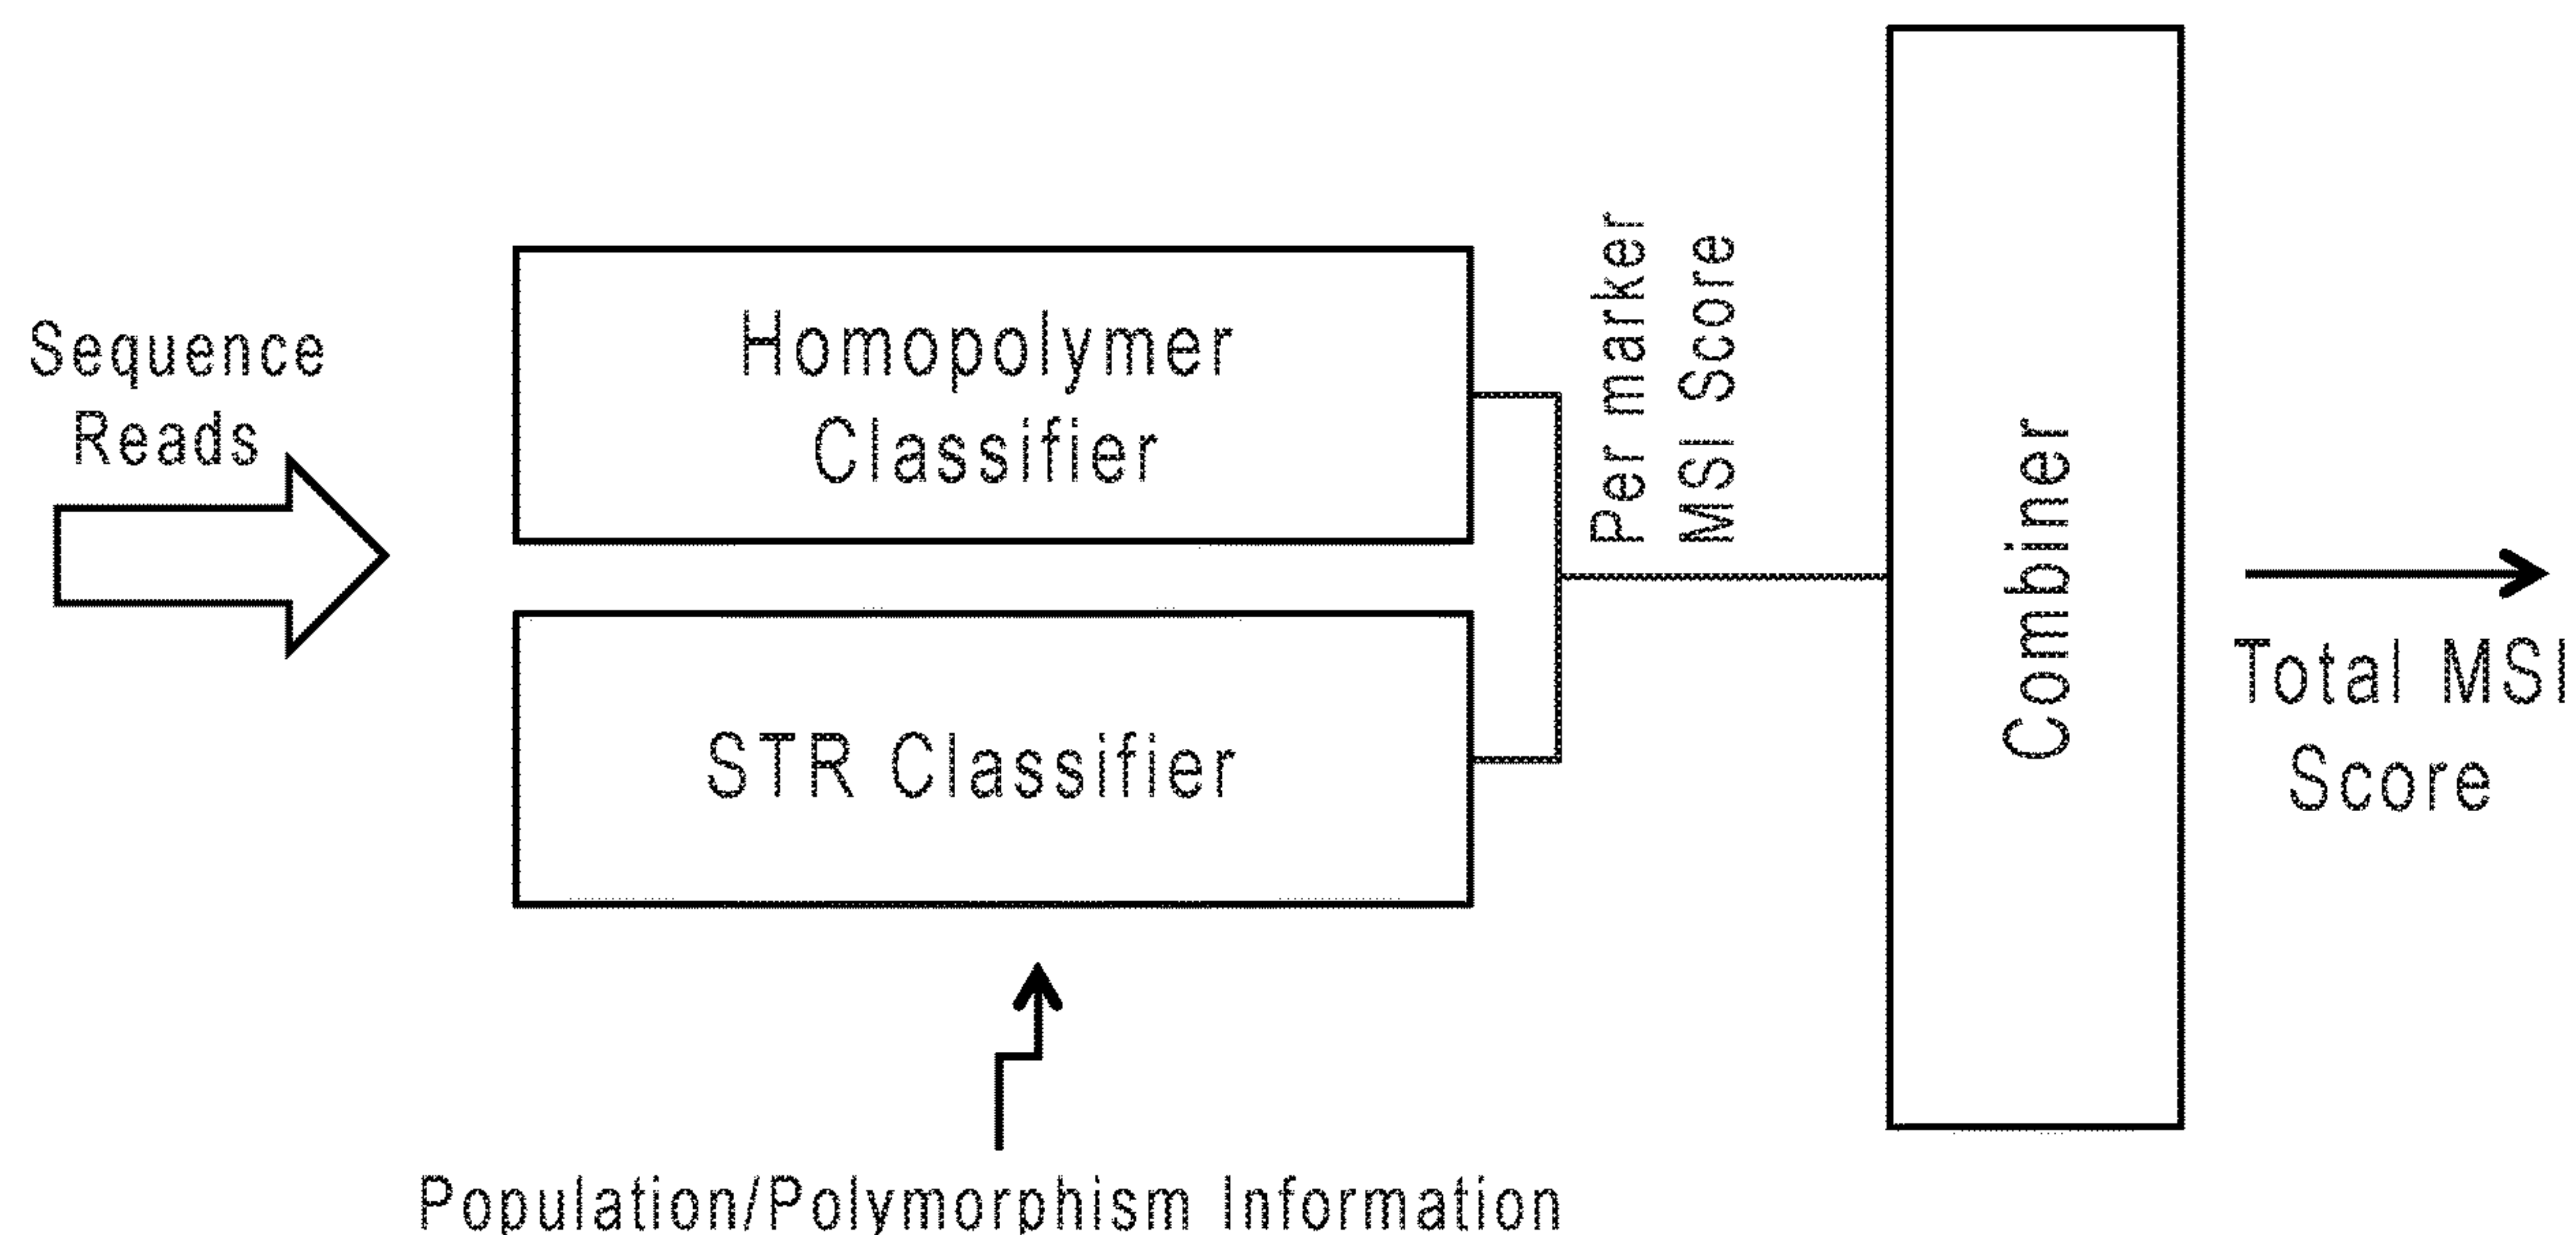 Sequence
Reads
Homopolymer
Classifier
STR Classifier
Population/Polymorphism Information
Per marker
MSI Score
Combiner
Total MSI
Score